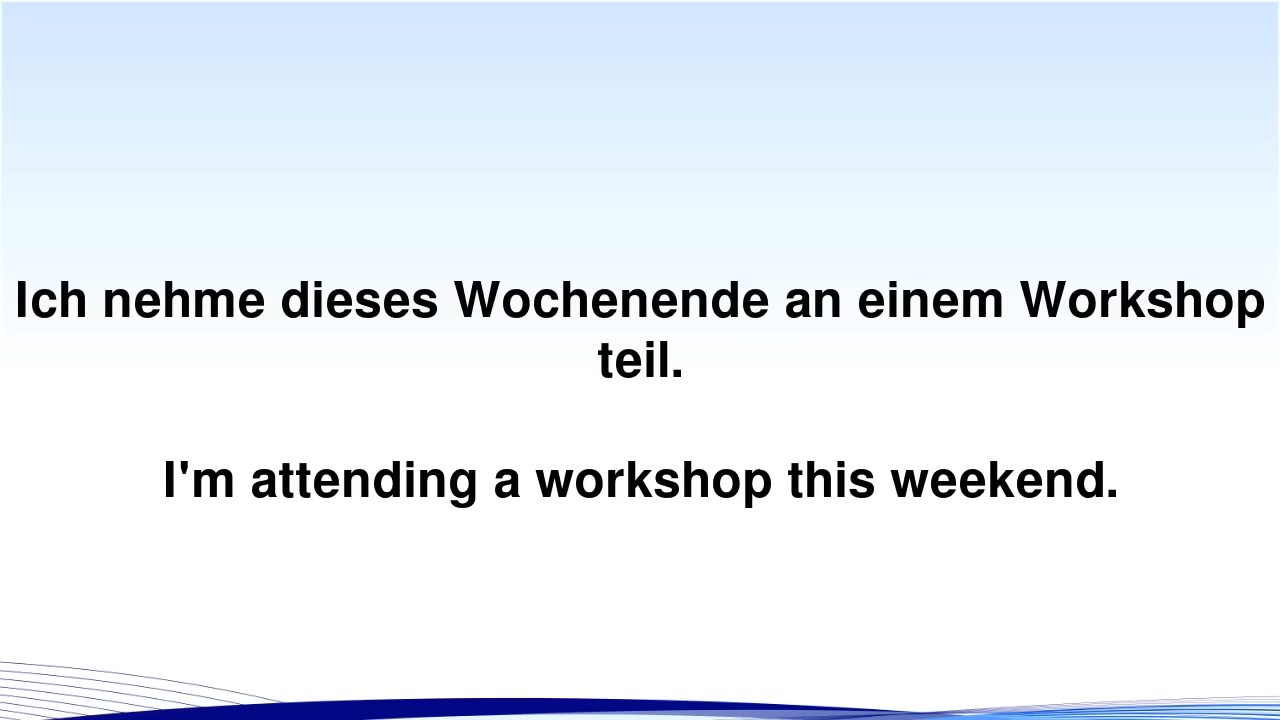 Ich nehme dieses Wochenende an einem Workshop
teil.
I'm attending a workshop this weekend.